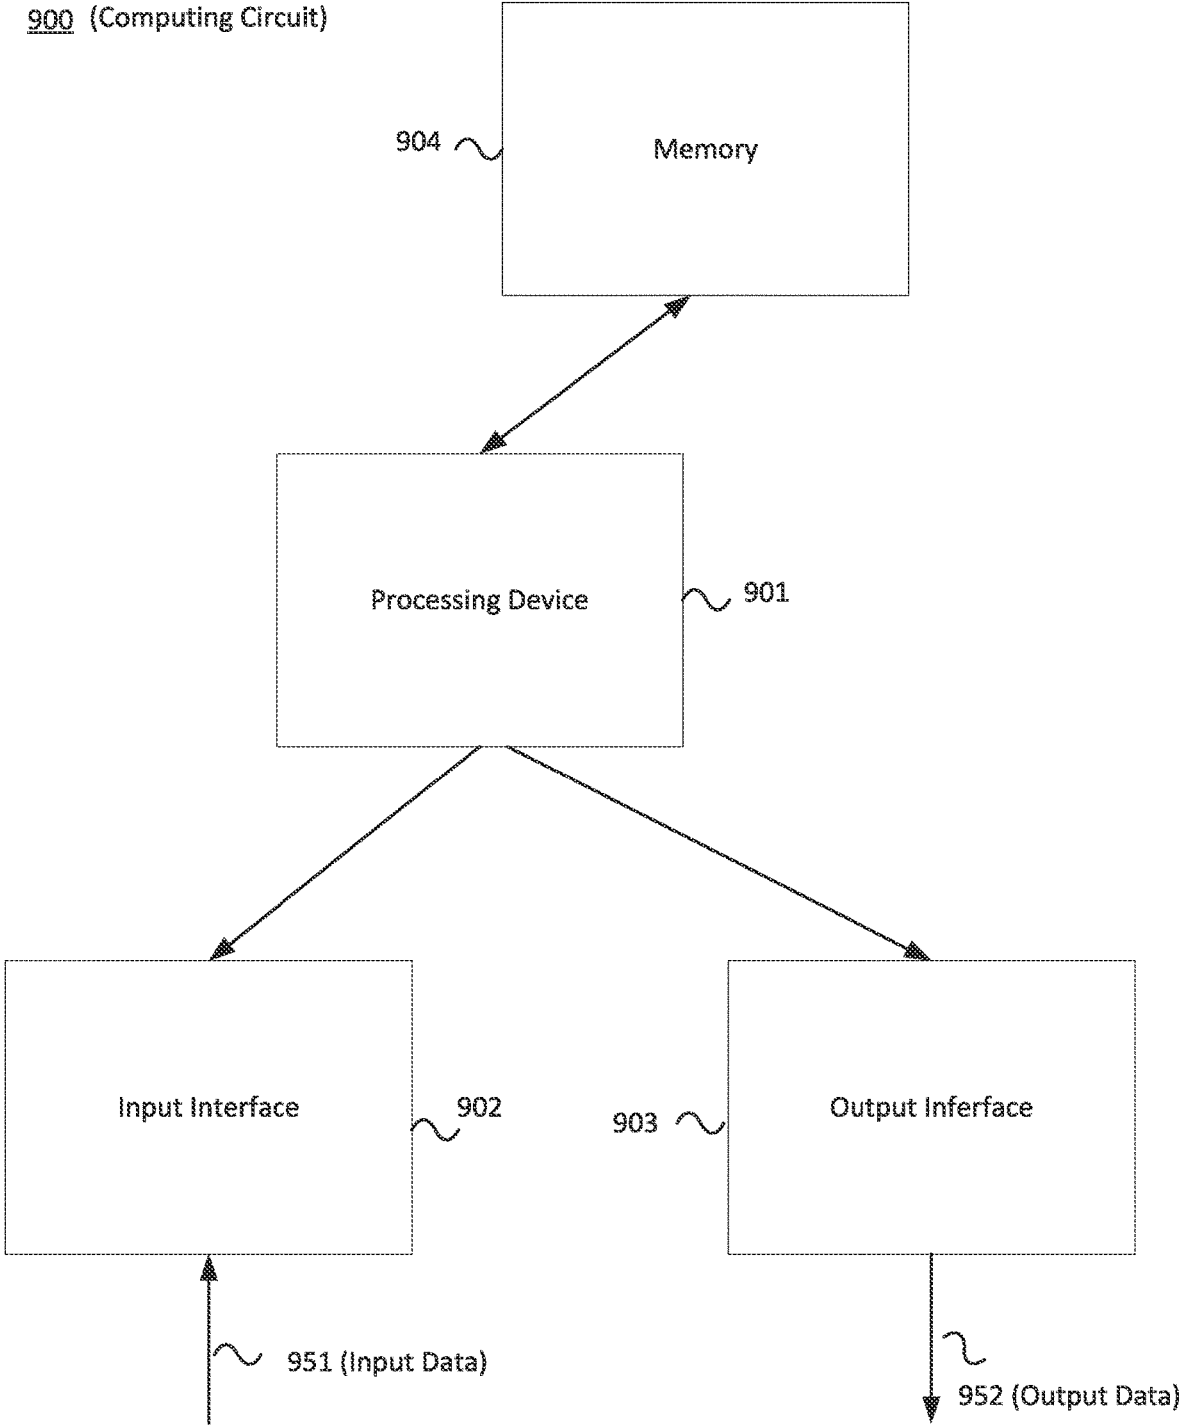 900 (Computing Circuit)
904
Memory
Processing Device
901
Input Interface
902
903
Output Inferface
951 (Input Data)
952 (Output Data)